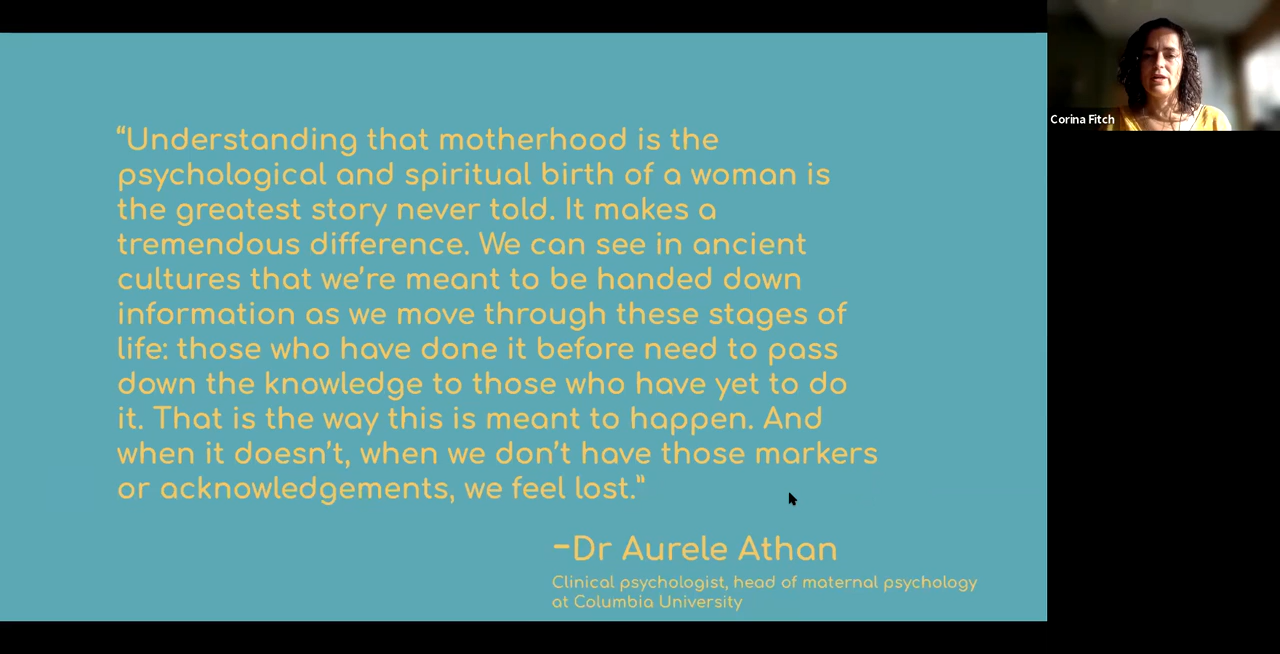 “Understanding that motherhood is the
psychological and spiritual birth of a woman is
the greatest story never told. It makes a
tremendous difference. We can see in ancient
cultures that we’re meant to be handed down
information as we move through these stages of
life: those who have done it before need to pass
down the knowledge to those who have yet to do
it. That is the way this is meant to happen. And
when it doesn’t, when we don’t have those markers
or acknowledgements, we feel lost.”
–Dr Aurele Athan
Clinical psychologist, head of maternal psychology
at Columbia University
Corina Fitch